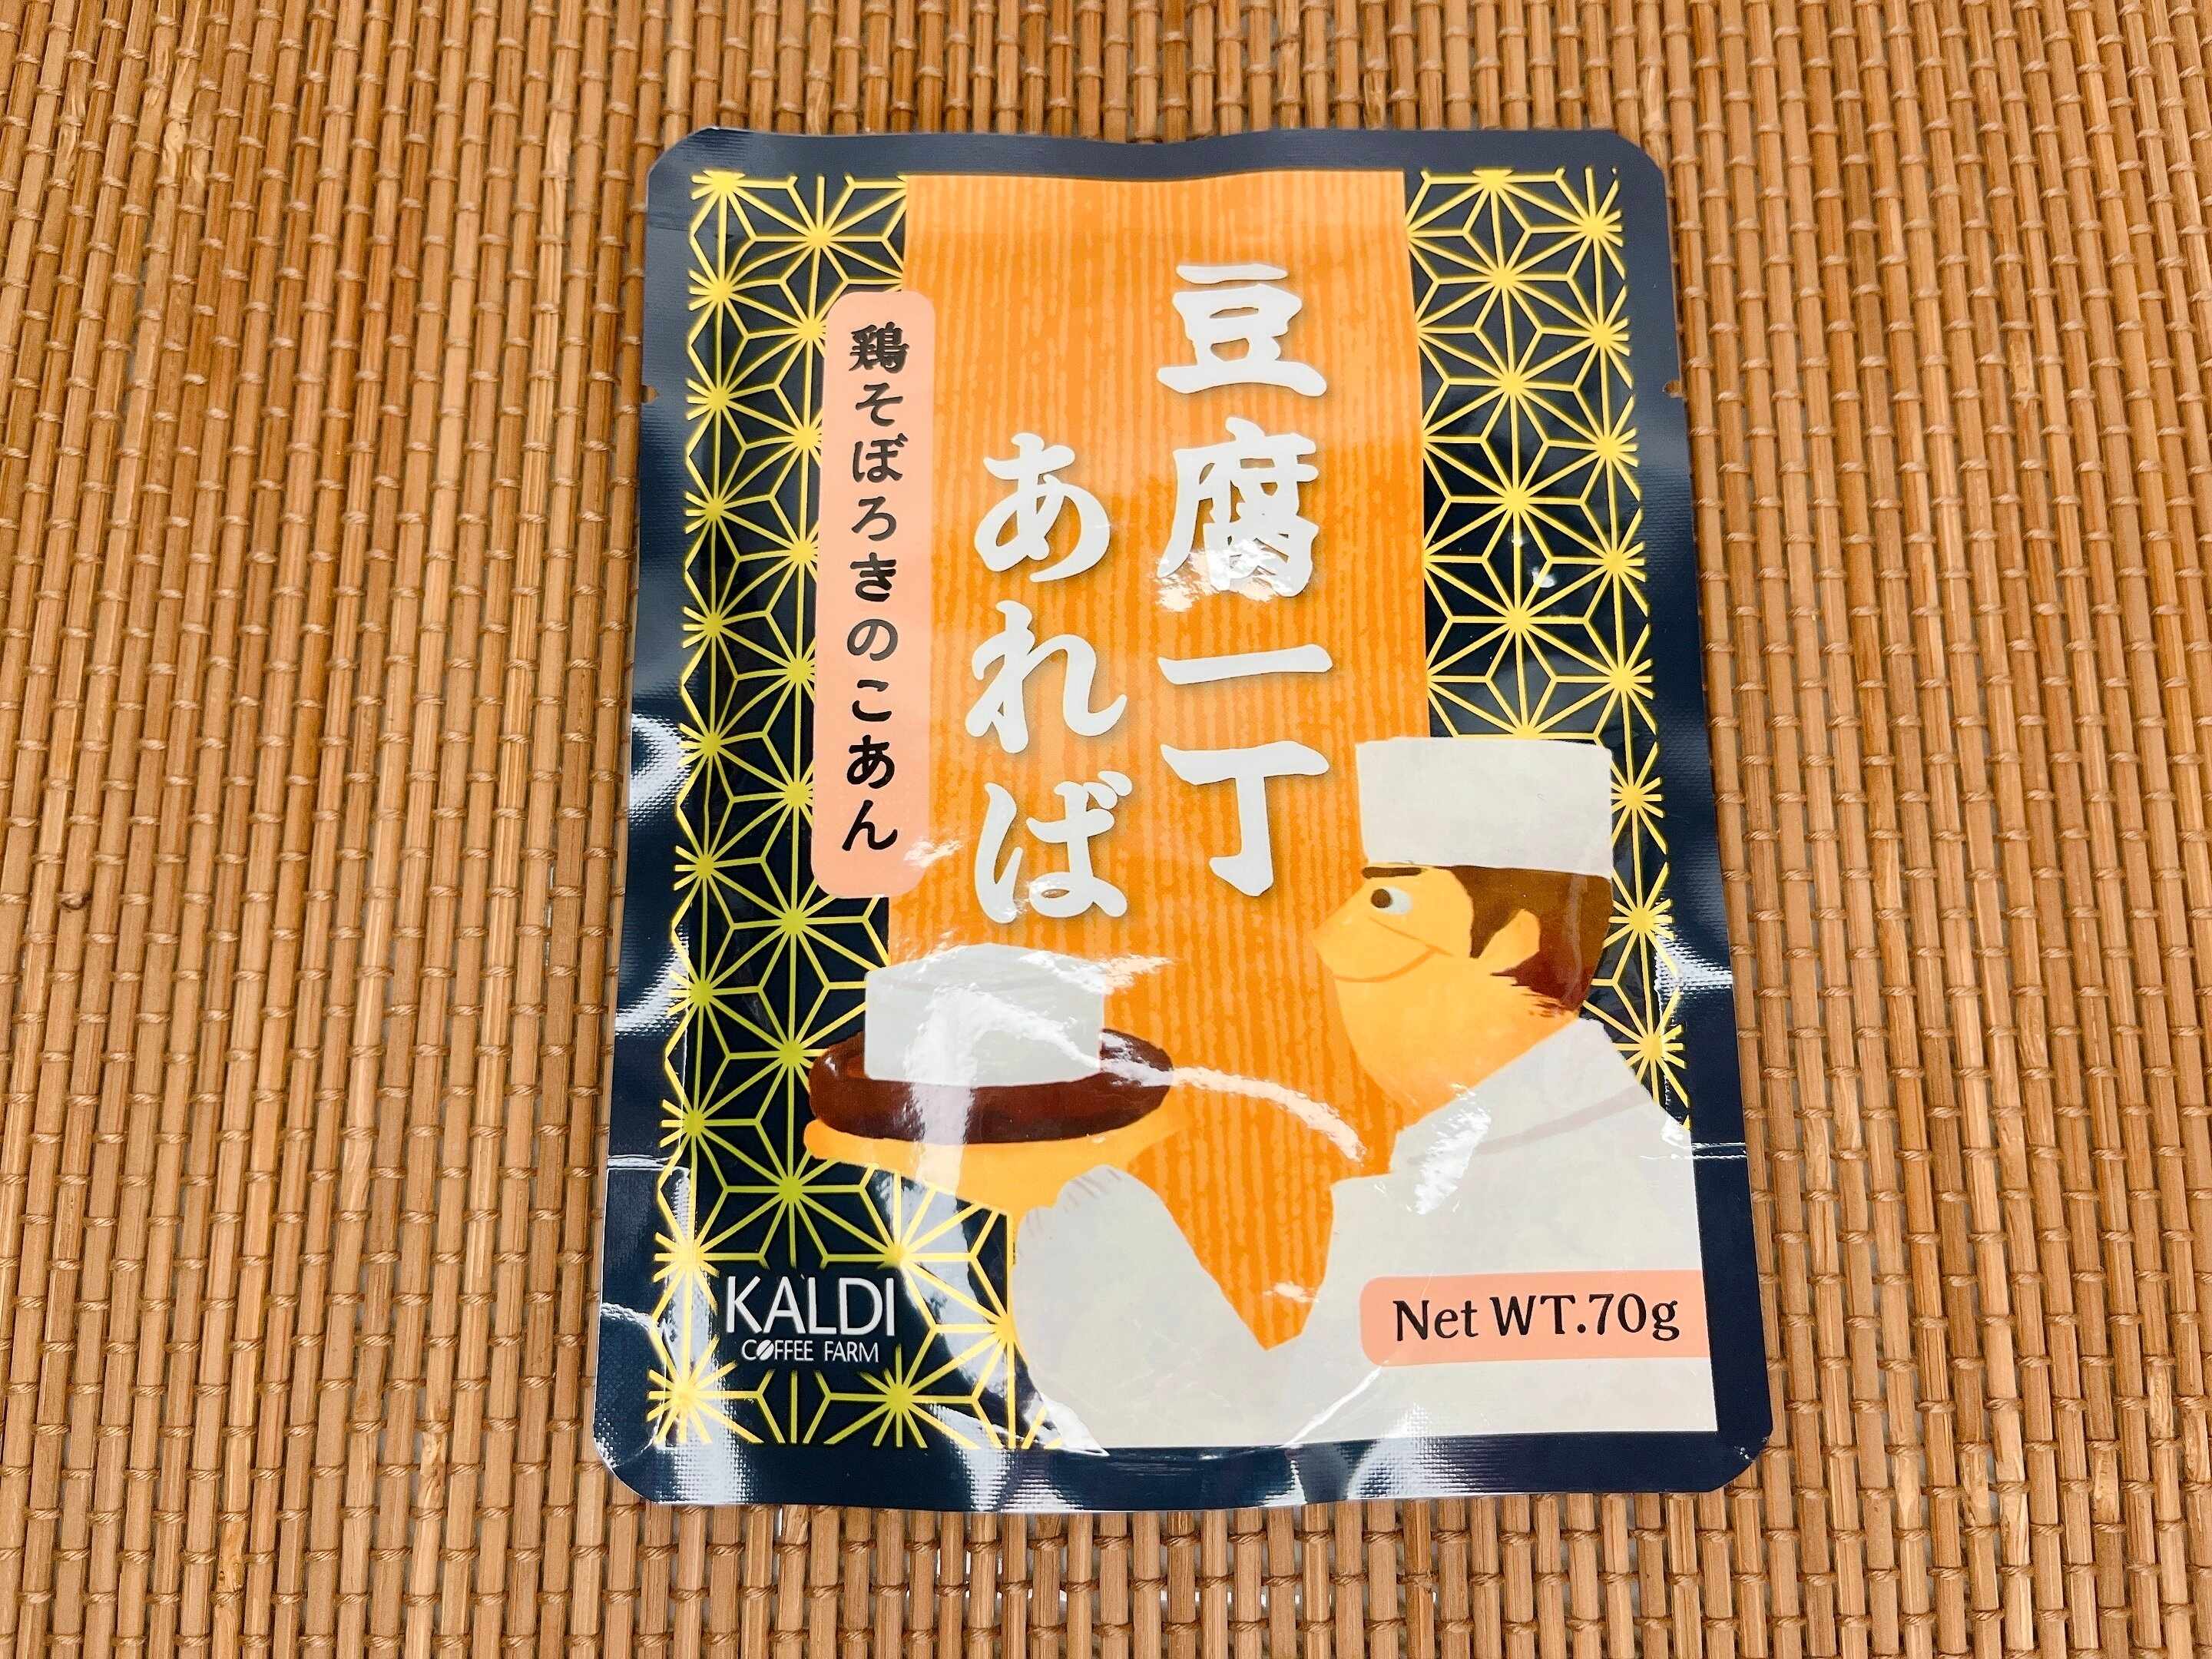 豆腐一丁
あれば
鶏そぼろきのこあん
KALDI
COFFEE FARM
Net WT.70g